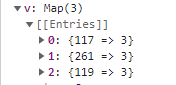 v: Map(3)
[[Entries]]
0: {117 => 3}
1: {261 => 3}
2: {119 => 3}